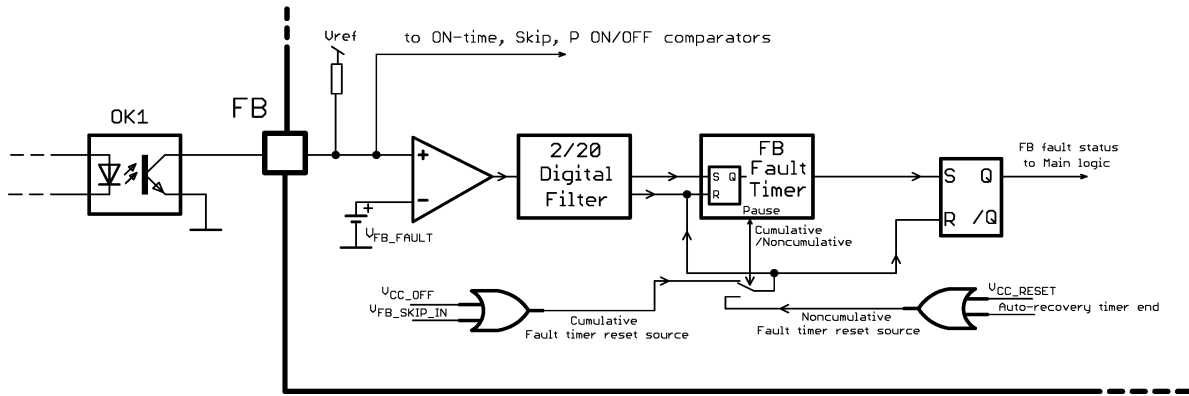 Vref
to ON-time, Skip, P ON/OFF comparators
OK1
FB
+
−
+
VFB_FAULT
2/20
Digital
Filter
FB
Fault
Timer
S Q
R
Pause
Cumulative
/Noncumulative
S Q
R /Q
FB fault status
to Main logic
VCC_OFF
VFB_SKIP_IN
Cumulative
Fault timer reset source
Noncumulative
Fault timer reset source
VCC_RESET
Auto-recovery timer end